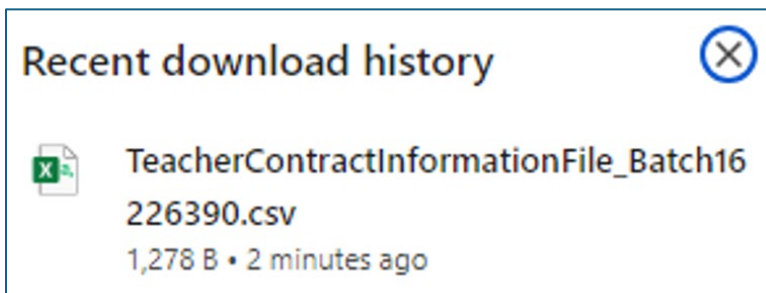 Recent download history
TeacherContractInformationFile_Batch16
226390.csv
1,278 B • 2 minutes ago